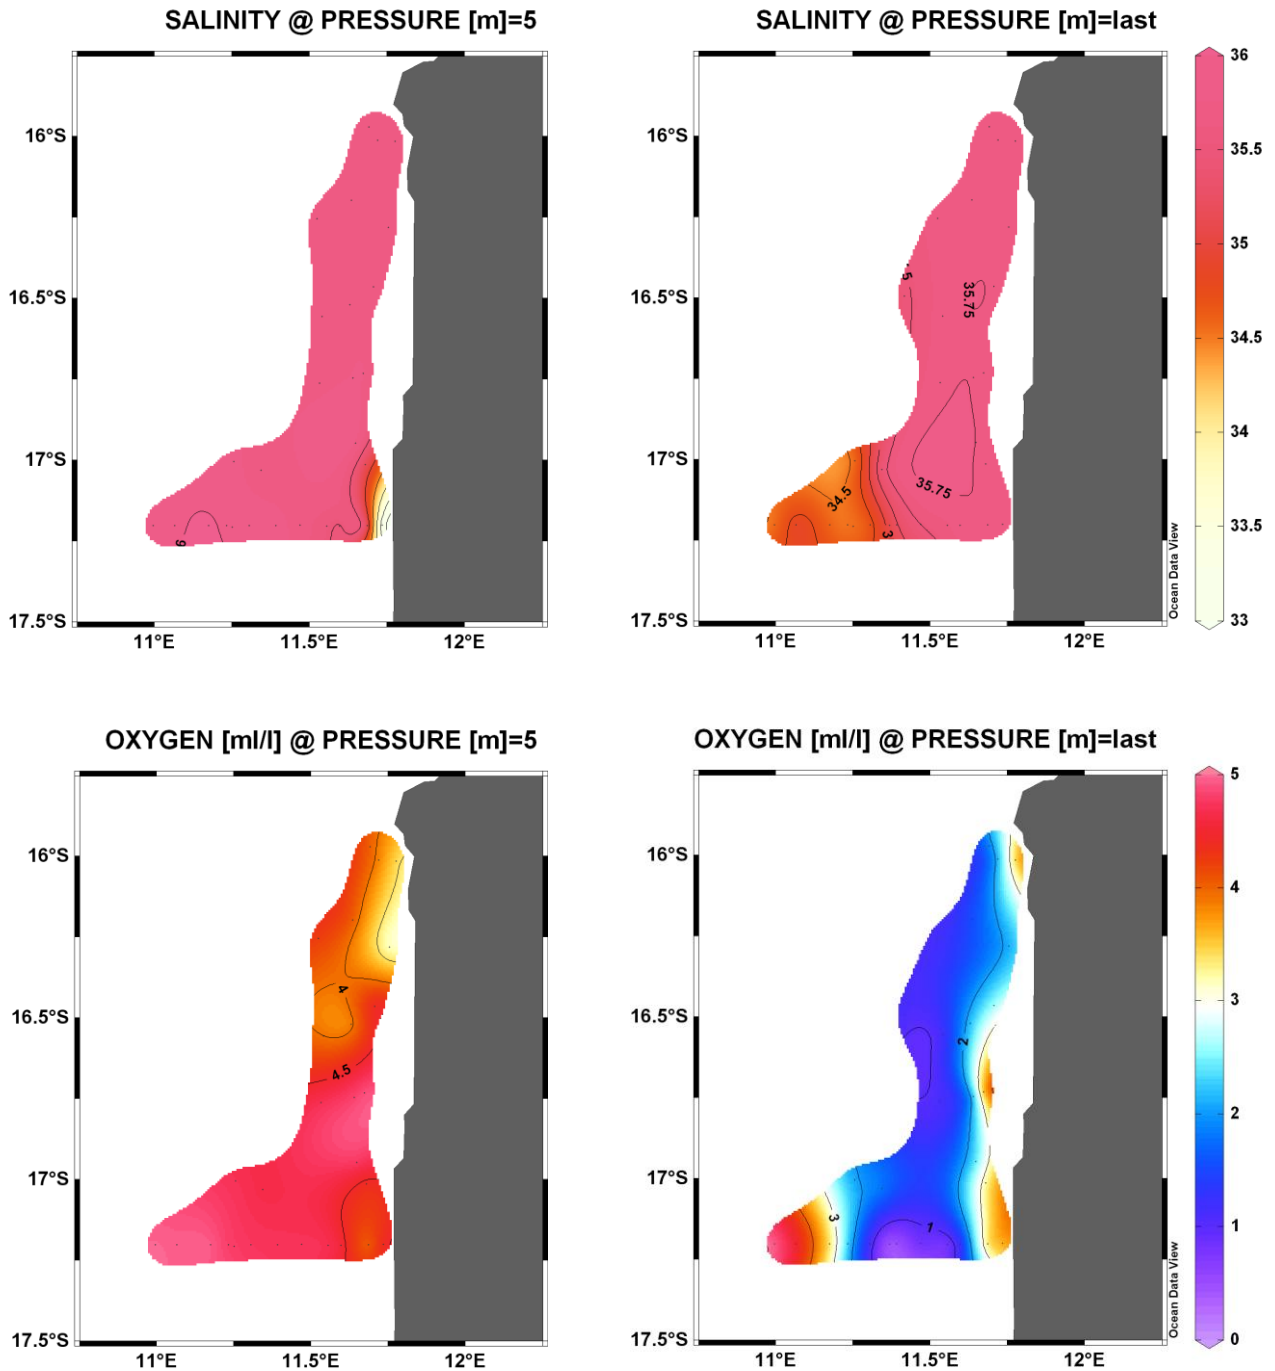 SALINITY @ PRESSURE [m]=5
SALINITY @ PRESSURE [m]=last
16°S
16.5°S
17°S
17.5°S
11°E
11.5°E
12°E
16°S
16.5°S
17°S
17.5°S
11°E
11.5°E
12°E
5
35.75
35.75
34.5
3
Ocean Data View
36
35.5
35
34.5
34
33.5
33
OXYGEN [ml/l] @ PRESSURE [m]=5
OXYGEN [ml/l] @ PRESSURE [m]=last
16°S
16.5°S
17°S
17.5°S
11°E
11.5°E
12°E
4
4.5
16°S
16.5°S
17°S
17.5°S
11°E
11.5°E
12°E
2
3
1
Ocean Data View
5
4
3
2
1
0